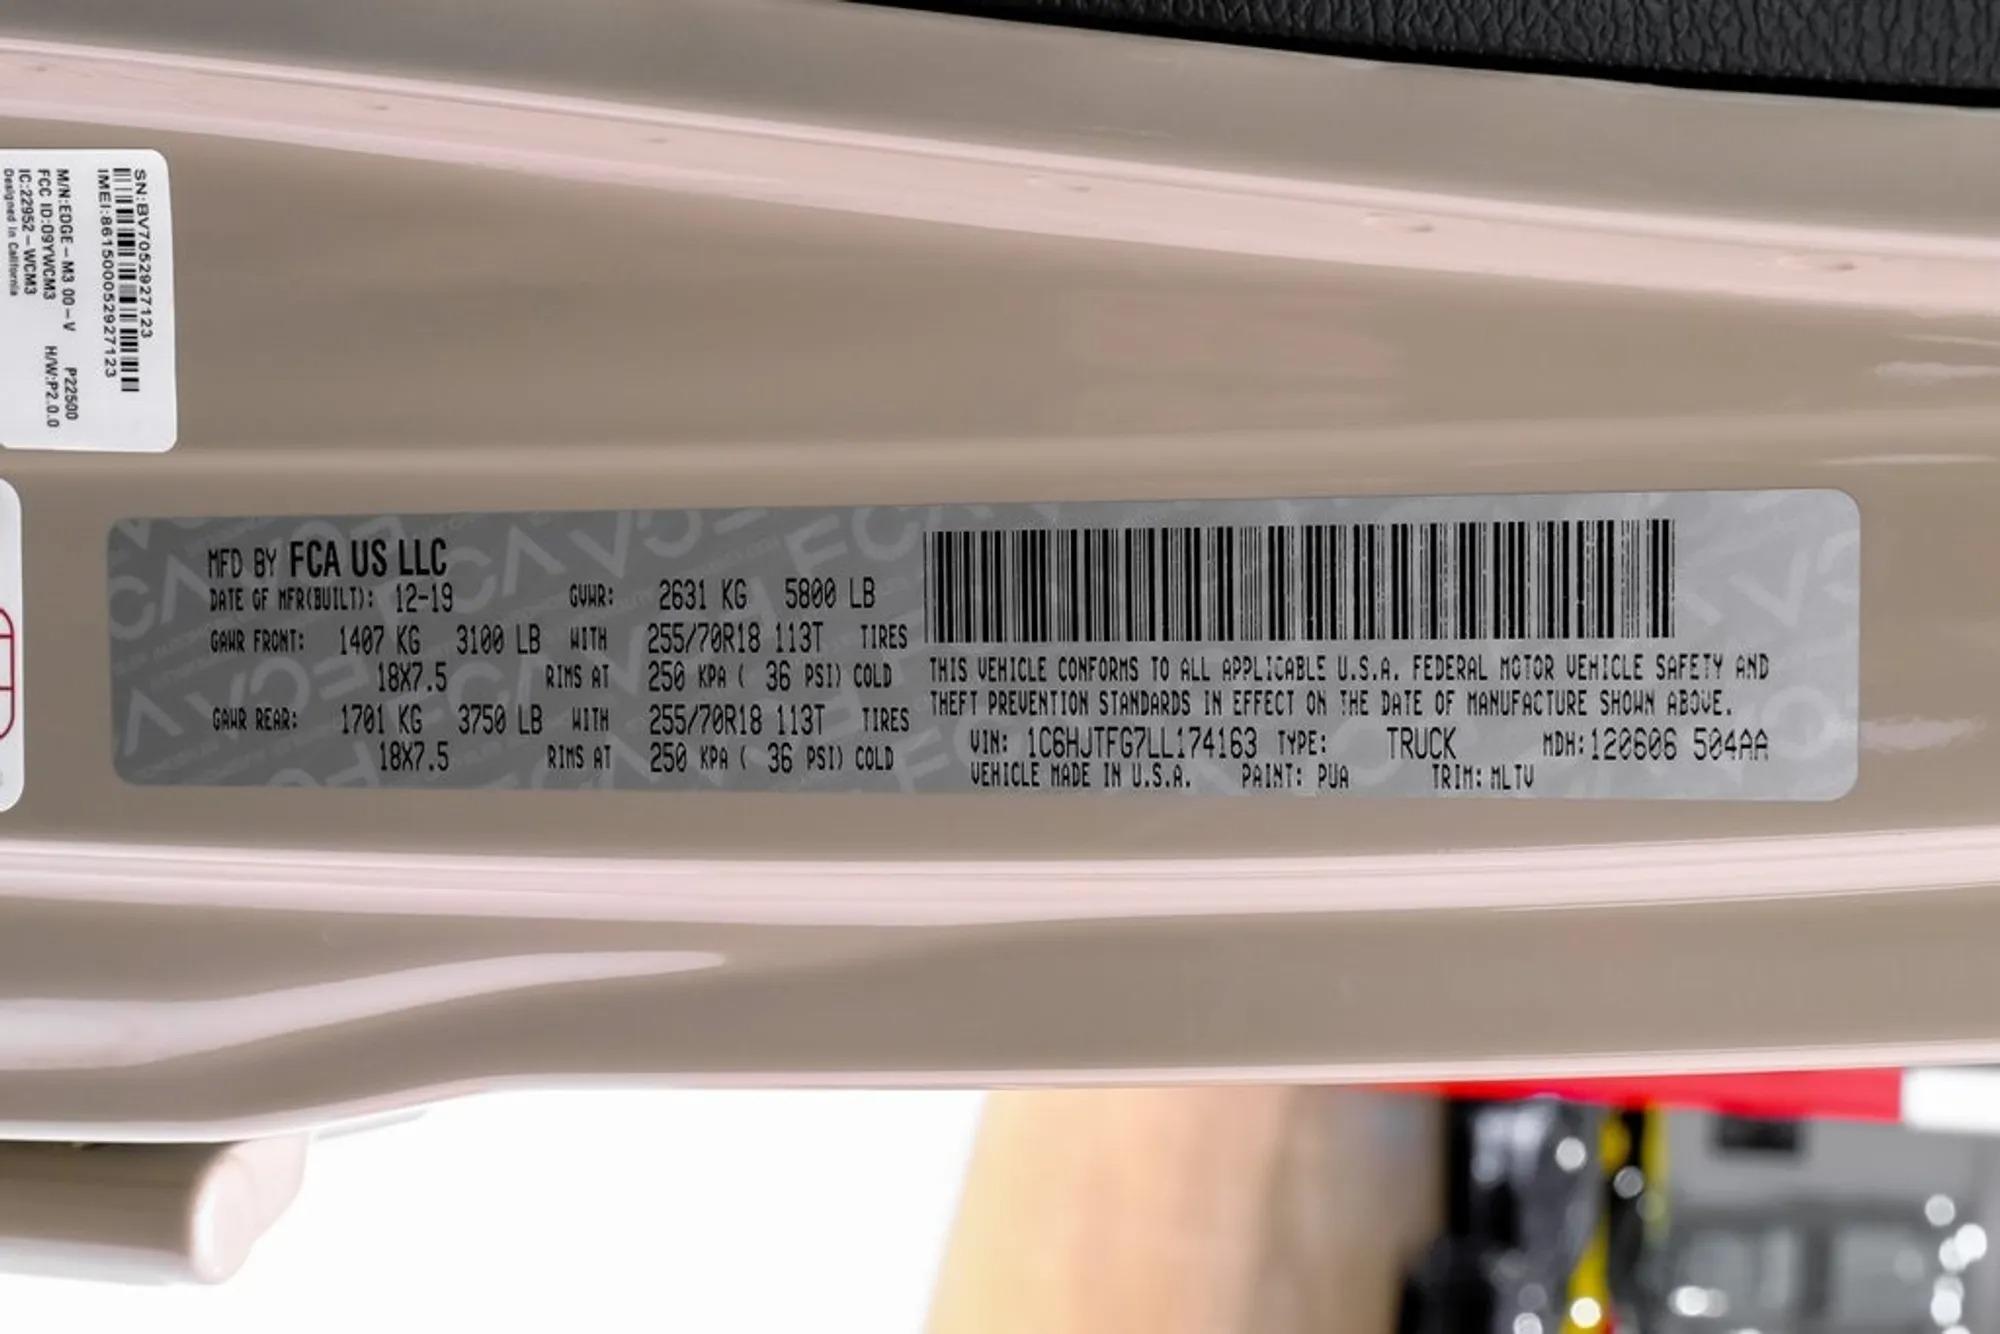 SN:BV7052927123
IMEI:861500052927123
M/N:EDGE-M3 00-V P22500
FCC ID:O9YWCM3 H/W:P2.0.0
IC:22952-WCM3
Designed in California
MFD BY FCA US LLC
DATE OF MFR(BUILT): 12-19 GVWR: 2631 KG 5800 LB
GAWR FRONT: 1407 KG 3100 LB WITH 255/70R18 113T TIRES
18X7.5 RIMS AT 250 KPA ( 36 PSI) COLD
GAWR REAR: 1701 KG 3750 LB WITH 255/70R18 113T TIRES
18X7.5 RIMS AT 250 KPA ( 36 PSI) COLD
THIS VEHICLE CONFORMS TO ALL APPLICABLE U.S.A. FEDERAL MOTOR VEHICLE SAFETY AND
THEFT PREVENTION STANDARDS IN EFFECT ON THE DATE OF MANUFACTURE SHOWN ABOVE.
VIN: 1C6HJTFG7LL174163 TYPE: TRUCK MDH:120606 504AA
VEHICLE MADE IN U.S.A. PAINT: PUA TRIM: MLTV